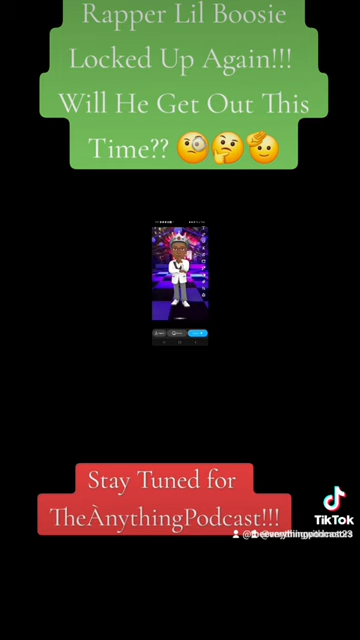 Rapper Lil Boosie
Locked Up Again!!!
Will He Get Out This
Time?? 🧐🤔🫡
Stay Tuned for
TheÀnythingPodcast!!!
TikTok